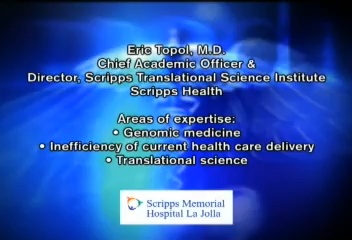 Eric Topol, M.D.
Chief Academic Officer &
Director, Scripps Translational Science Institute
Scripps Health
Areas of expertise:
• Genomic medicine
• Inefficiency of current health care delivery
• Translational science
Scripps Memorial
Hospital La Jolla